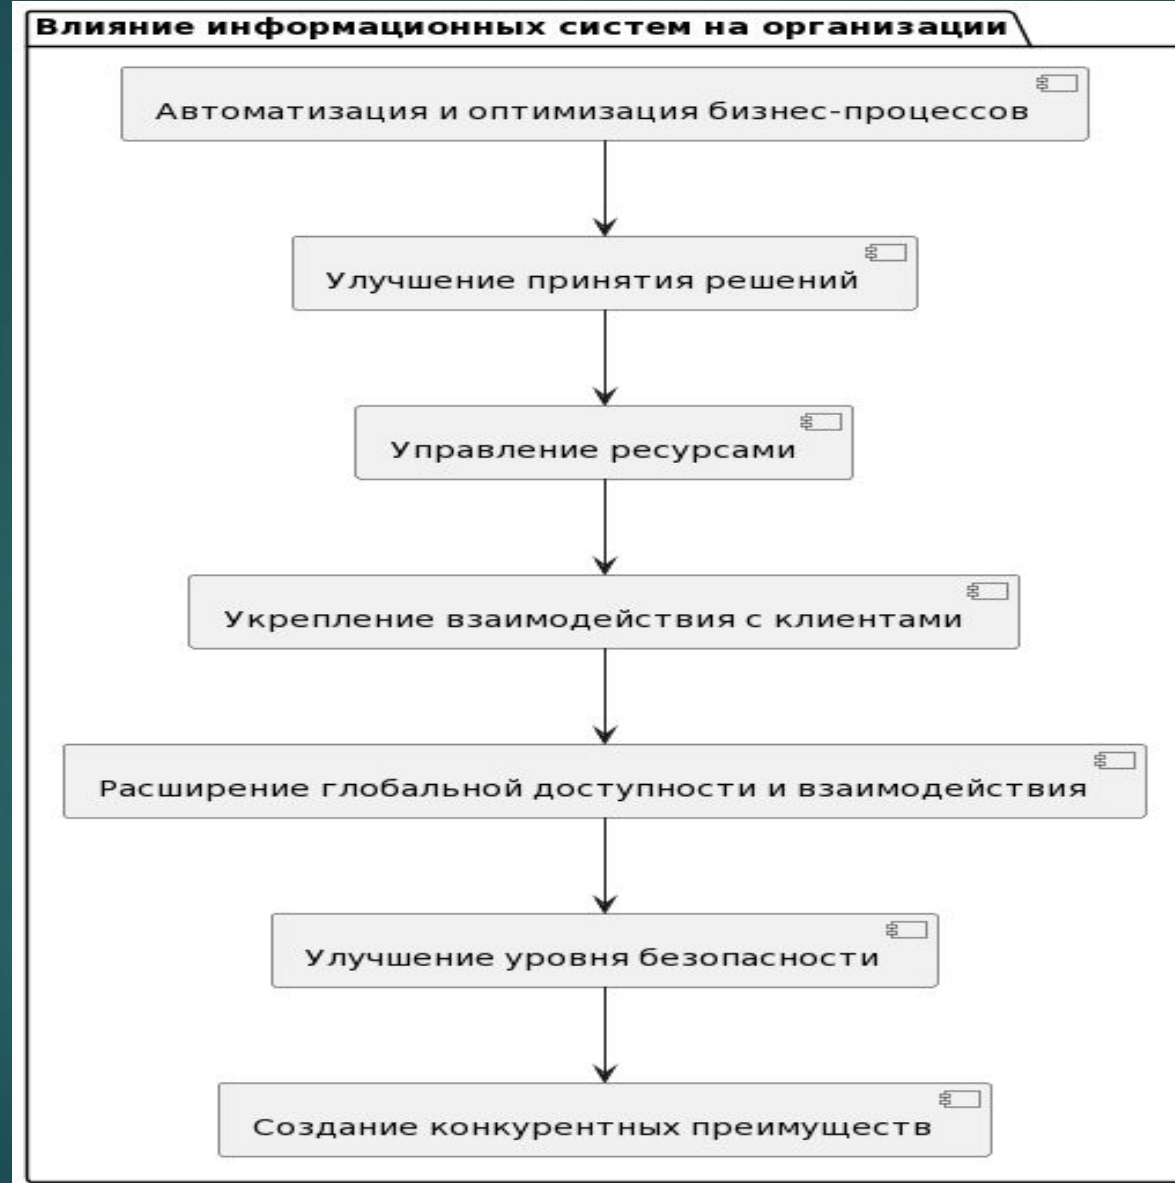 Влияние информационных систем на организации
Автоматизация и оптимизация бизнес-процессов
Улучшение принятия решений
Управление ресурсами
Укрепление взаимодействия с клиентами
Расширение глобальной доступности и взаимодействия
Улучшение уровня безопасности
Создание конкурентных преимуществ